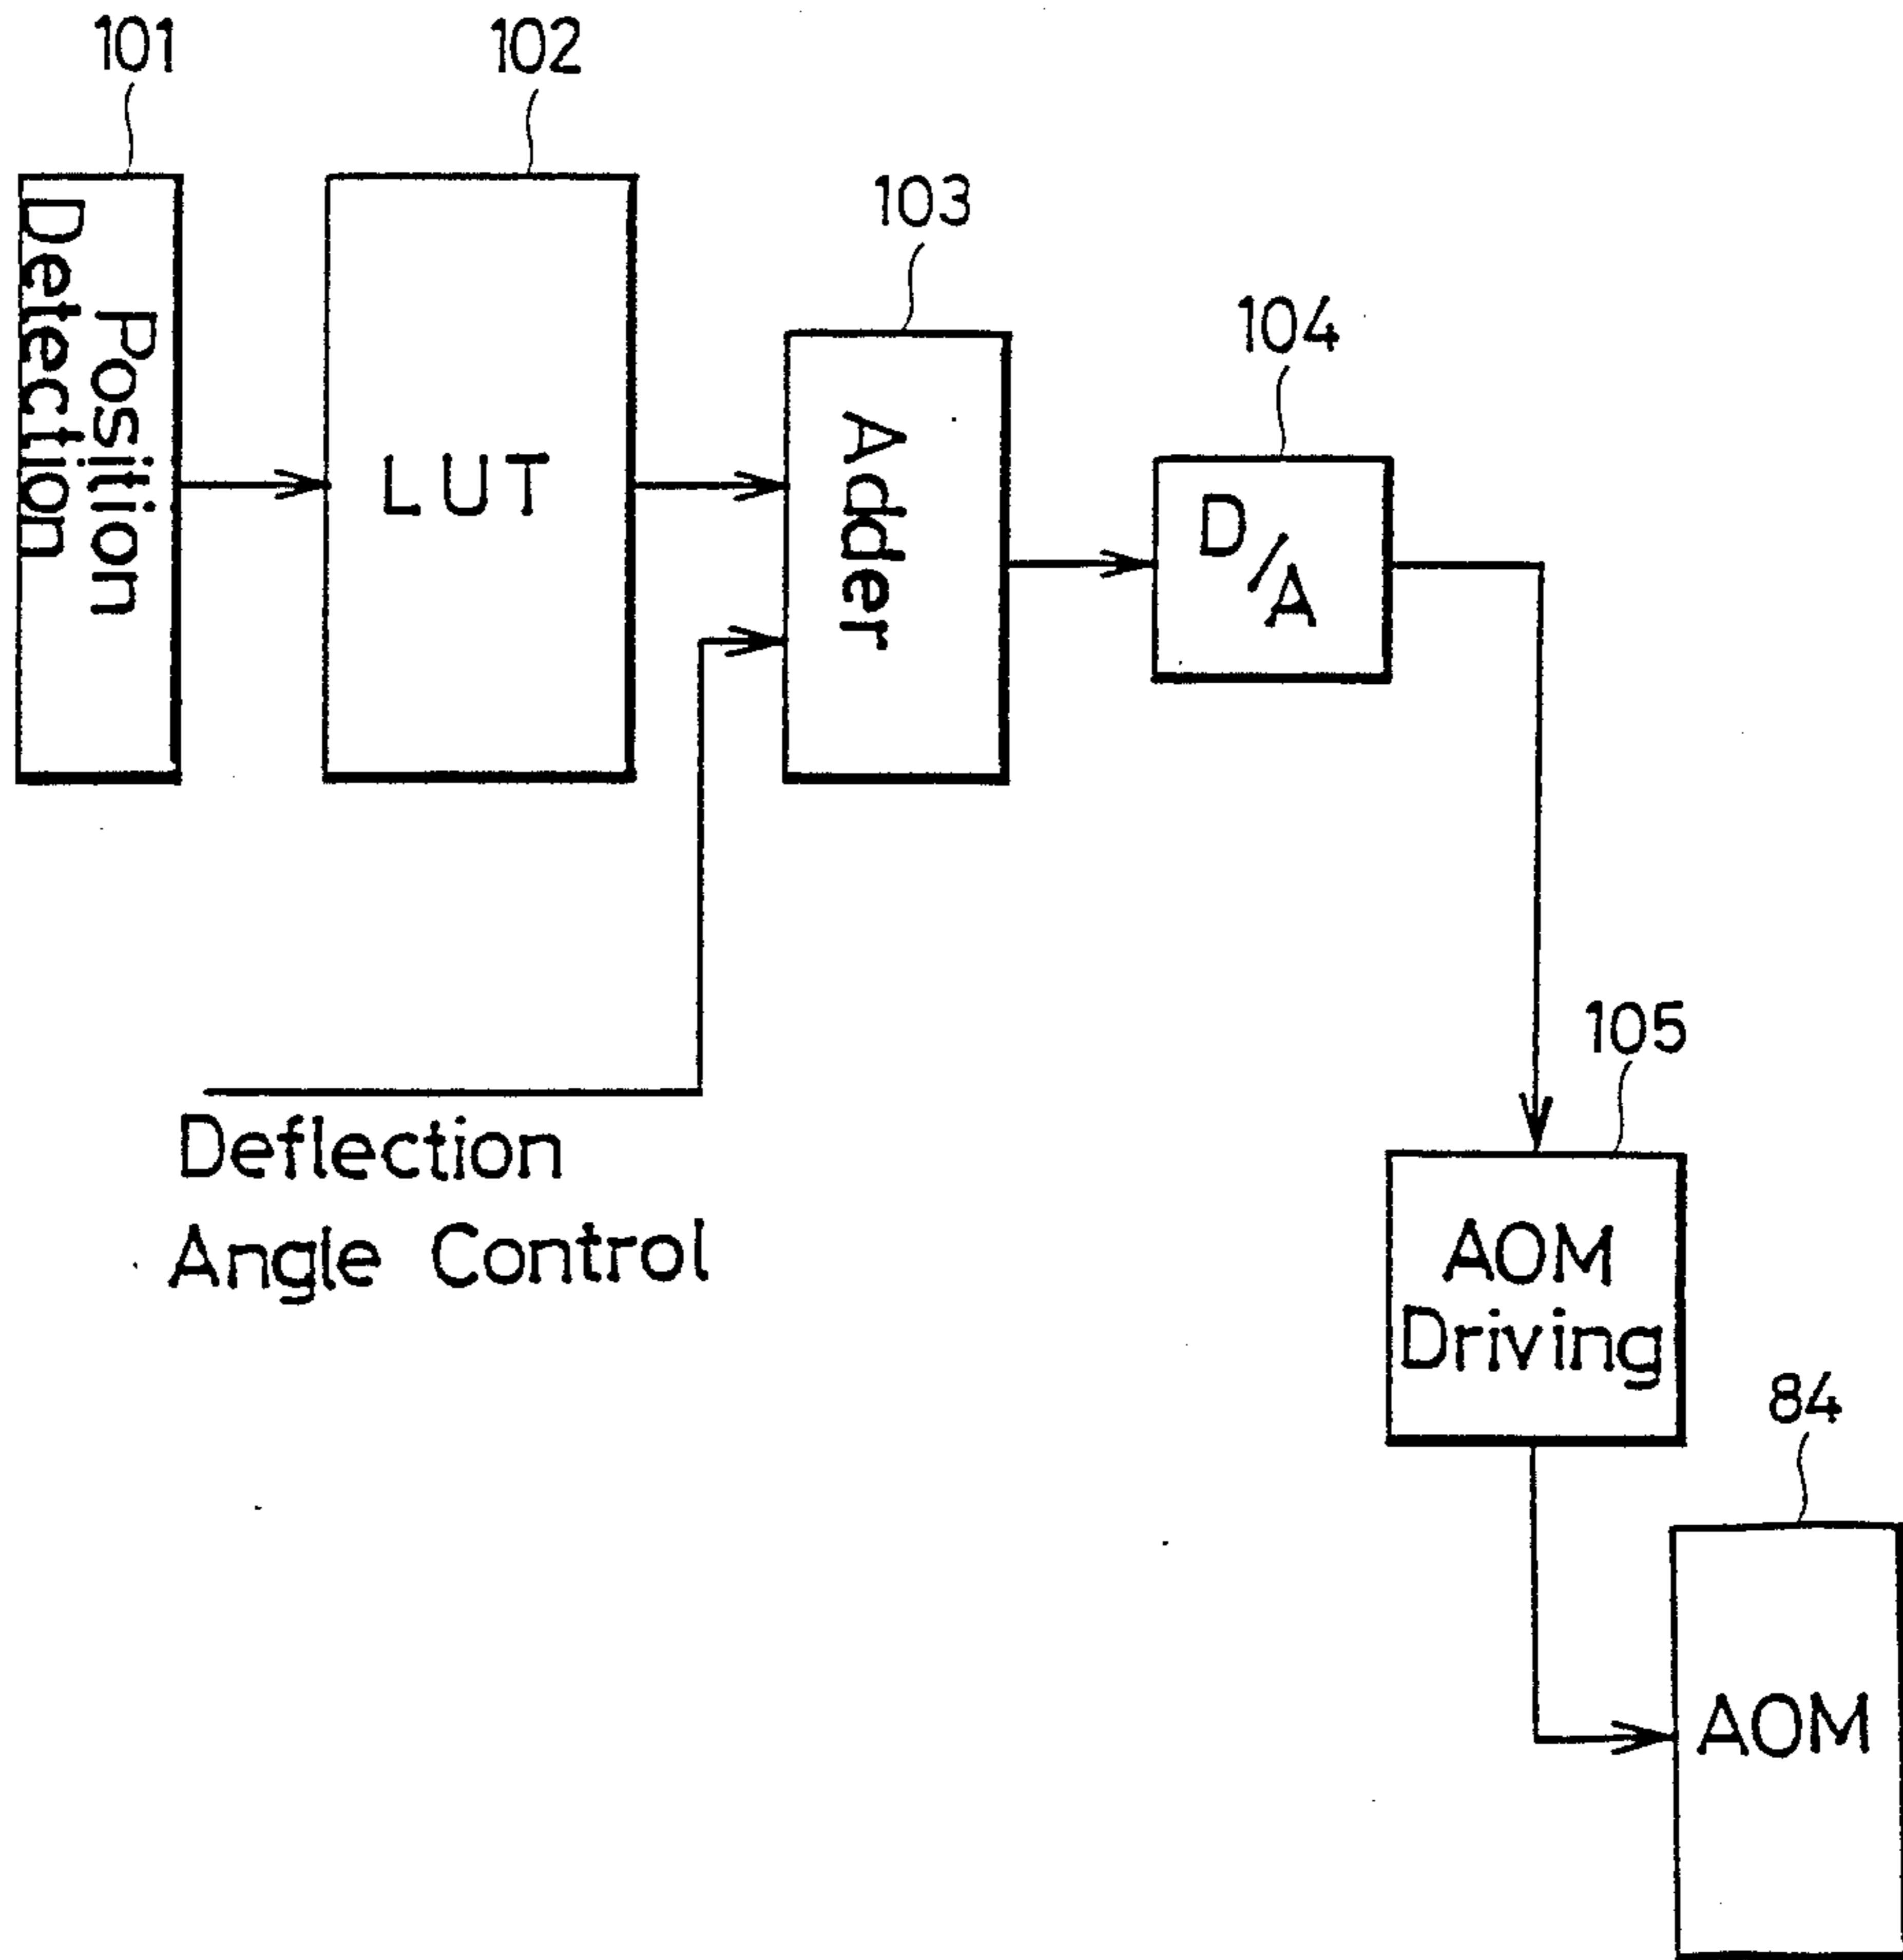 101
102
103
104
Position
Detection
LUT
Adder
D/A
Deflection
Angle Control
105
AOM
Driving
84
AOM